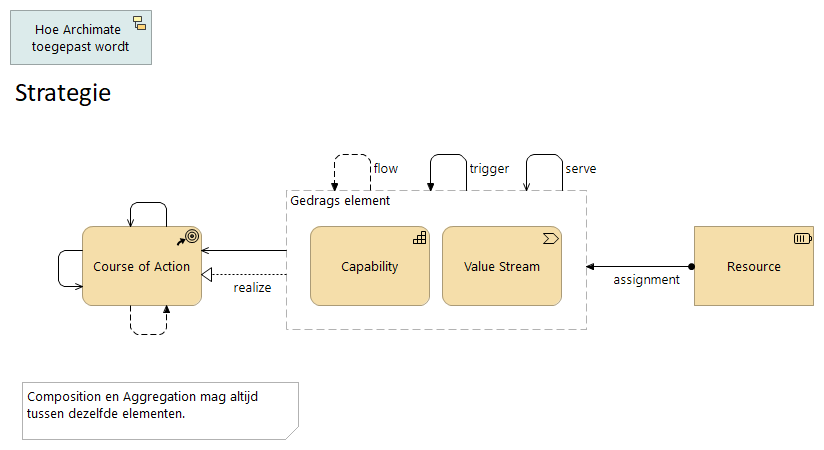 Hoe Archimate
toegepast wordt
Strategie
flow
trigger
serve
Gedrags element
Course of Action
Capability
Value Stream
Resource
realize
assignment
Composition en Aggregation mag altijd
tussen dezelfde elementen.